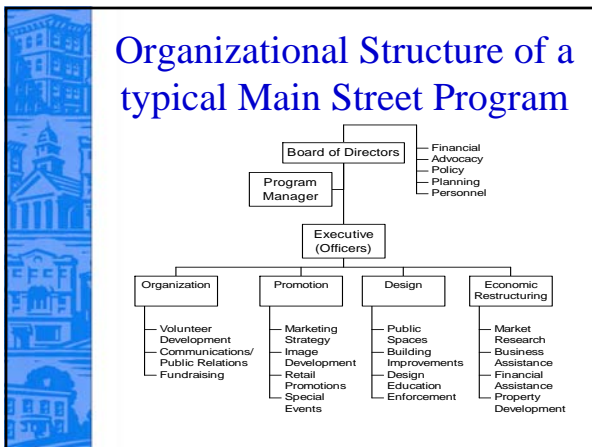 Organizational Structure of a
typical Main Street Program
Board of Directors
Financial
Advocacy
Policy
Planning
Personnel
Program
Manager
Executive
(Officers)
Organization
Volunteer
Development
Communications/
Public Relations
Fundraising
Promotion
Marketing
Strategy
Image
Development
Retail
Promotions
Special
Events
Design
Public
Spaces
Building
Improvements
Design
Education
Enforcement
Economic
Restructuring
Market
Research
Business
Assistance
Financial
Assistance
Property
Development